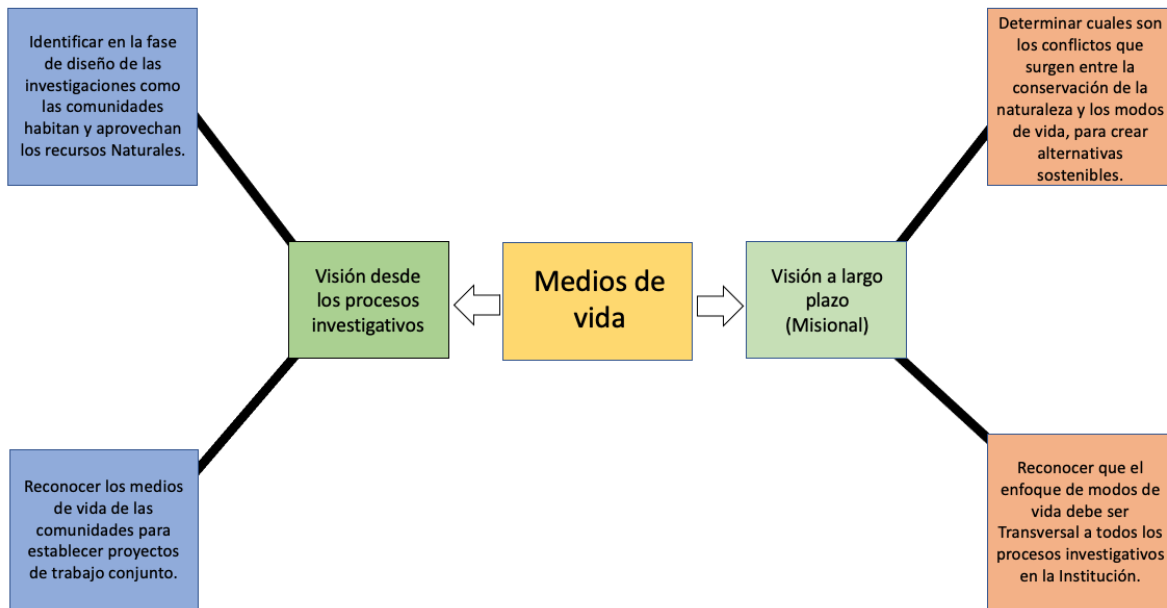 Identificar en la fase
de diseño de las
investigaciones como
las comunidades
habitan y aprovechan
los recursos Naturales.
Determinar cuales son
los conflictos que
surgen entre la
conservación de la
naturaleza y los modos
de vida, para crear
alternativas
sostenibles.
Visión desde
los procesos
investigativos
Medios de
vida
Visión a largo
plazo
(Misional)
Reconocer los medios
de vida de las
comunidades para
establecer proyectos
de trabajo conjunto.
Reconocer que el
enfoque de modos de
vida debe ser
Transversal a todos los
procesos investigativos
en la Institución.